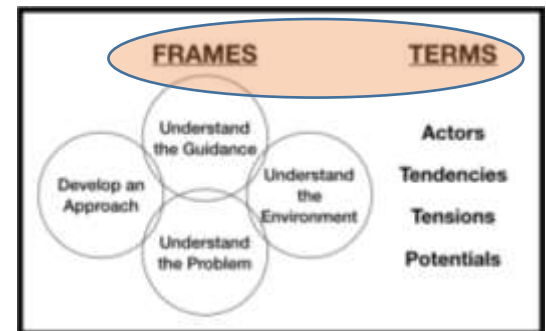 FRAMES
TERMS
Understand
the Guidance
Develop an
Approach
Understand
the
Environment
Understand
the Problem
Actors
Tendencies
Tensions
Potentials